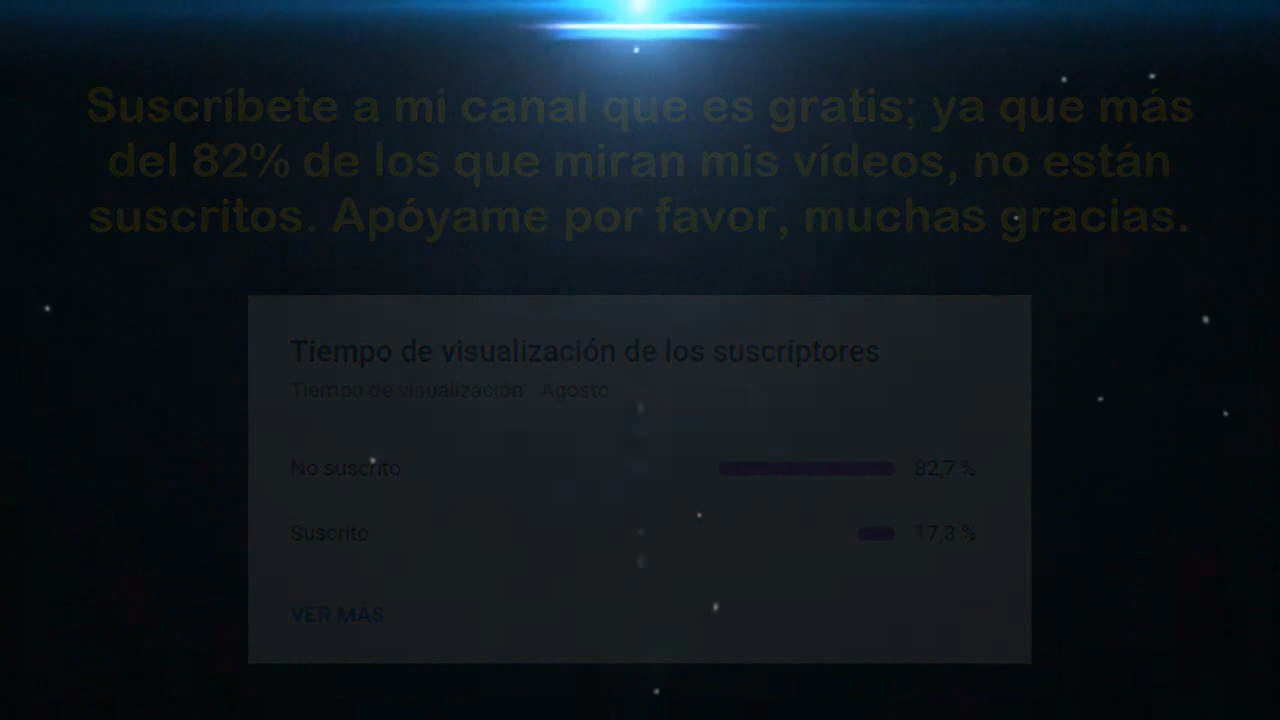 Suscríbete a mi canal que es gratis; ya que más
del 82% de los que miran mis vídeos, no están
suscritos. Apóyame por favor, muchas gracias.
Tiempo de visualización de los suscriptores
Tiempo de visualización · Agosto
No suscrito 82,7 %
Suscrito 17,3 %
VER MÁS